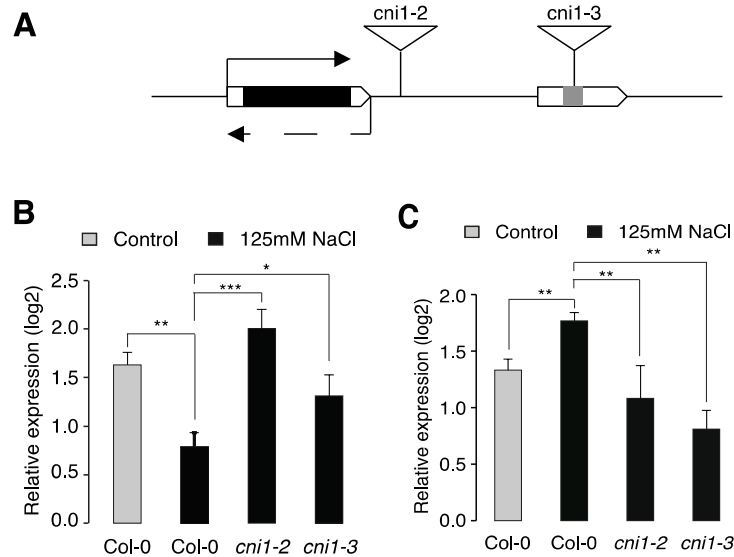 A
cni1-2
cni1-3
B
Control
125mM NaCl
Relative expression (log2)
2.5
2.0
1.5
1.0
0.5
0.0
**
***
*
Col-0
Col-0
cni1-2
cni1-3
C
Control
125mM NaCl
Relative expression (log2)
2.0
1.5
1.0
0.5
0.0
**
**
**
Col-0
Col-0
cni1-2
cni1-3